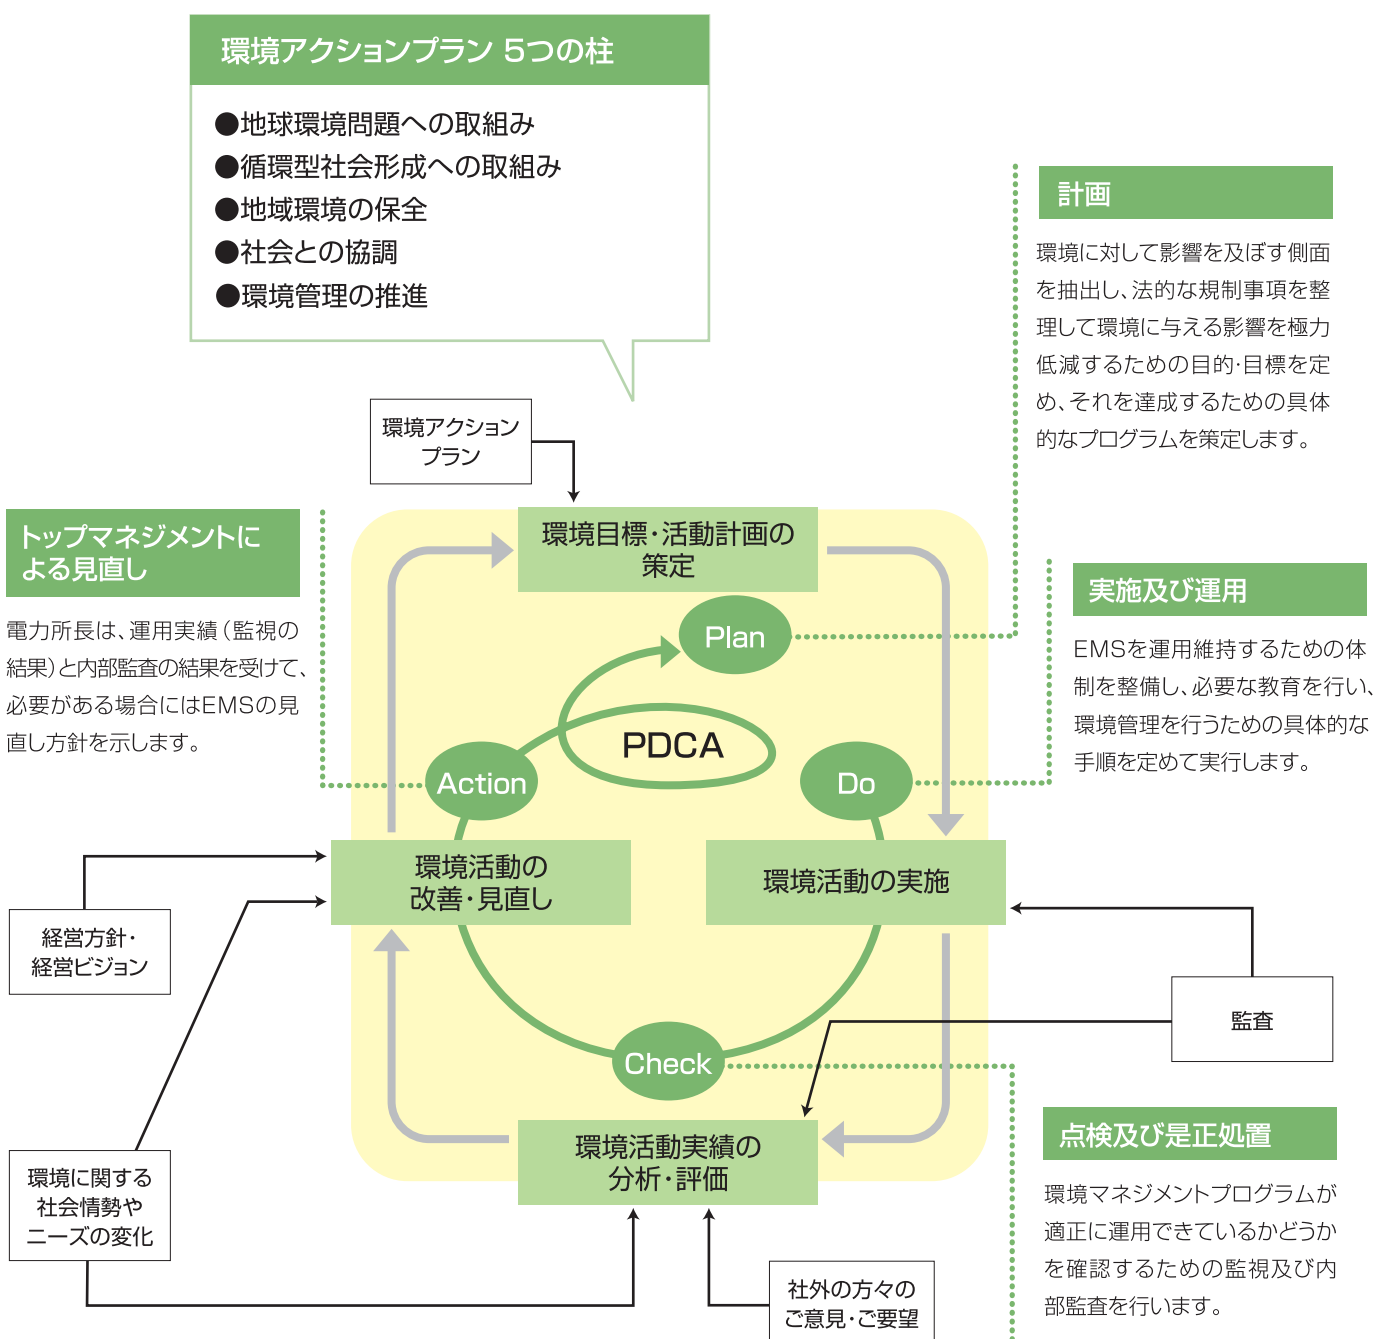 環境アクションプラン 5つの柱
●地球環境問題への取組み
●循環型社会形成への取組み
●地域環境の保全
●社会との協調
●環境管理の推進
計画
環境に対して影響を及ぼす側面
を抽出し、法的な規制事項を整
理して環境に与える影響を極力
低減するための目的・目標を定
め、それを達成するための具体
的なプログラムを策定します。
環境アクション
プラン
トップマネジメントに
よる見直し
電力所長は、運用実績（監視の
結果）と内部監査の結果を受けて、
必要がある場合にはEMSの見
直し方針を示します。
環境目標・活動計画の
策定
Plan
実施及び運用
EMSを運用維持するための体
制を整備し、必要な教育を行い、
環境管理を行うための具体的な
手順を定めて実行します。
PDCA
Action
Do
環境活動の
改善・見直し
環境活動の実施
経営方針・
経営ビジョン
監査
Check
点検及び是正処置
環境マネジメントプログラムが
適正に運用できているかどうか
を確認するための監視及び内
部監査を行います。
環境活動実績の
分析・評価
環境に関する
社会情勢や
ニーズの変化
社外の方々の
ご意見・ご要望